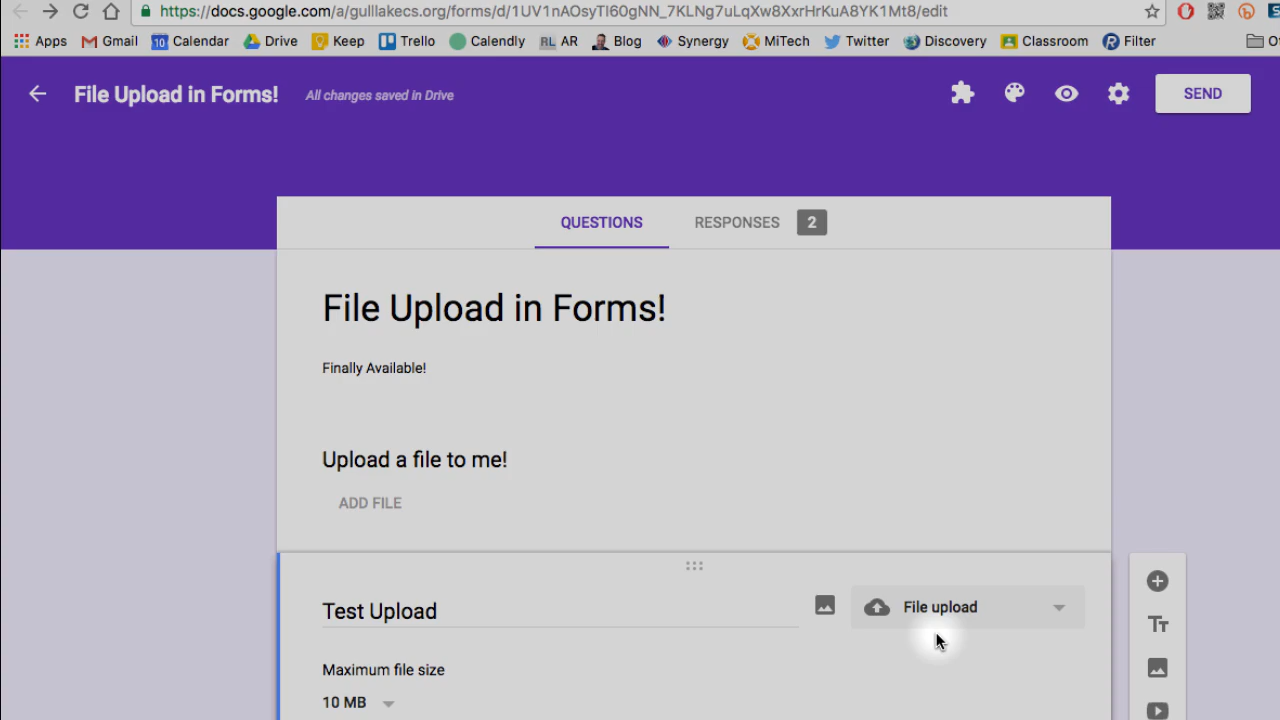 https://docs.google.com/a/gulllakecs.org/forms/d/1UV1nAOsyTI60gNN_7KLNg7uLqXw8XxrHrKuA8YK1Mt8/edit
Apps Gmail 10 Calendar Drive Keep Trello Calendly RL AR Blog Synergy MiTech Twitter Discovery Classroom Filter
File Upload in Forms! All changes saved in Drive SEND
QUESTIONS RESPONSES 2
File Upload in Forms!
Finally Available!
Upload a file to me!
ADD FILE
Test Upload File upload
Tt
Maximum file size
10 MB